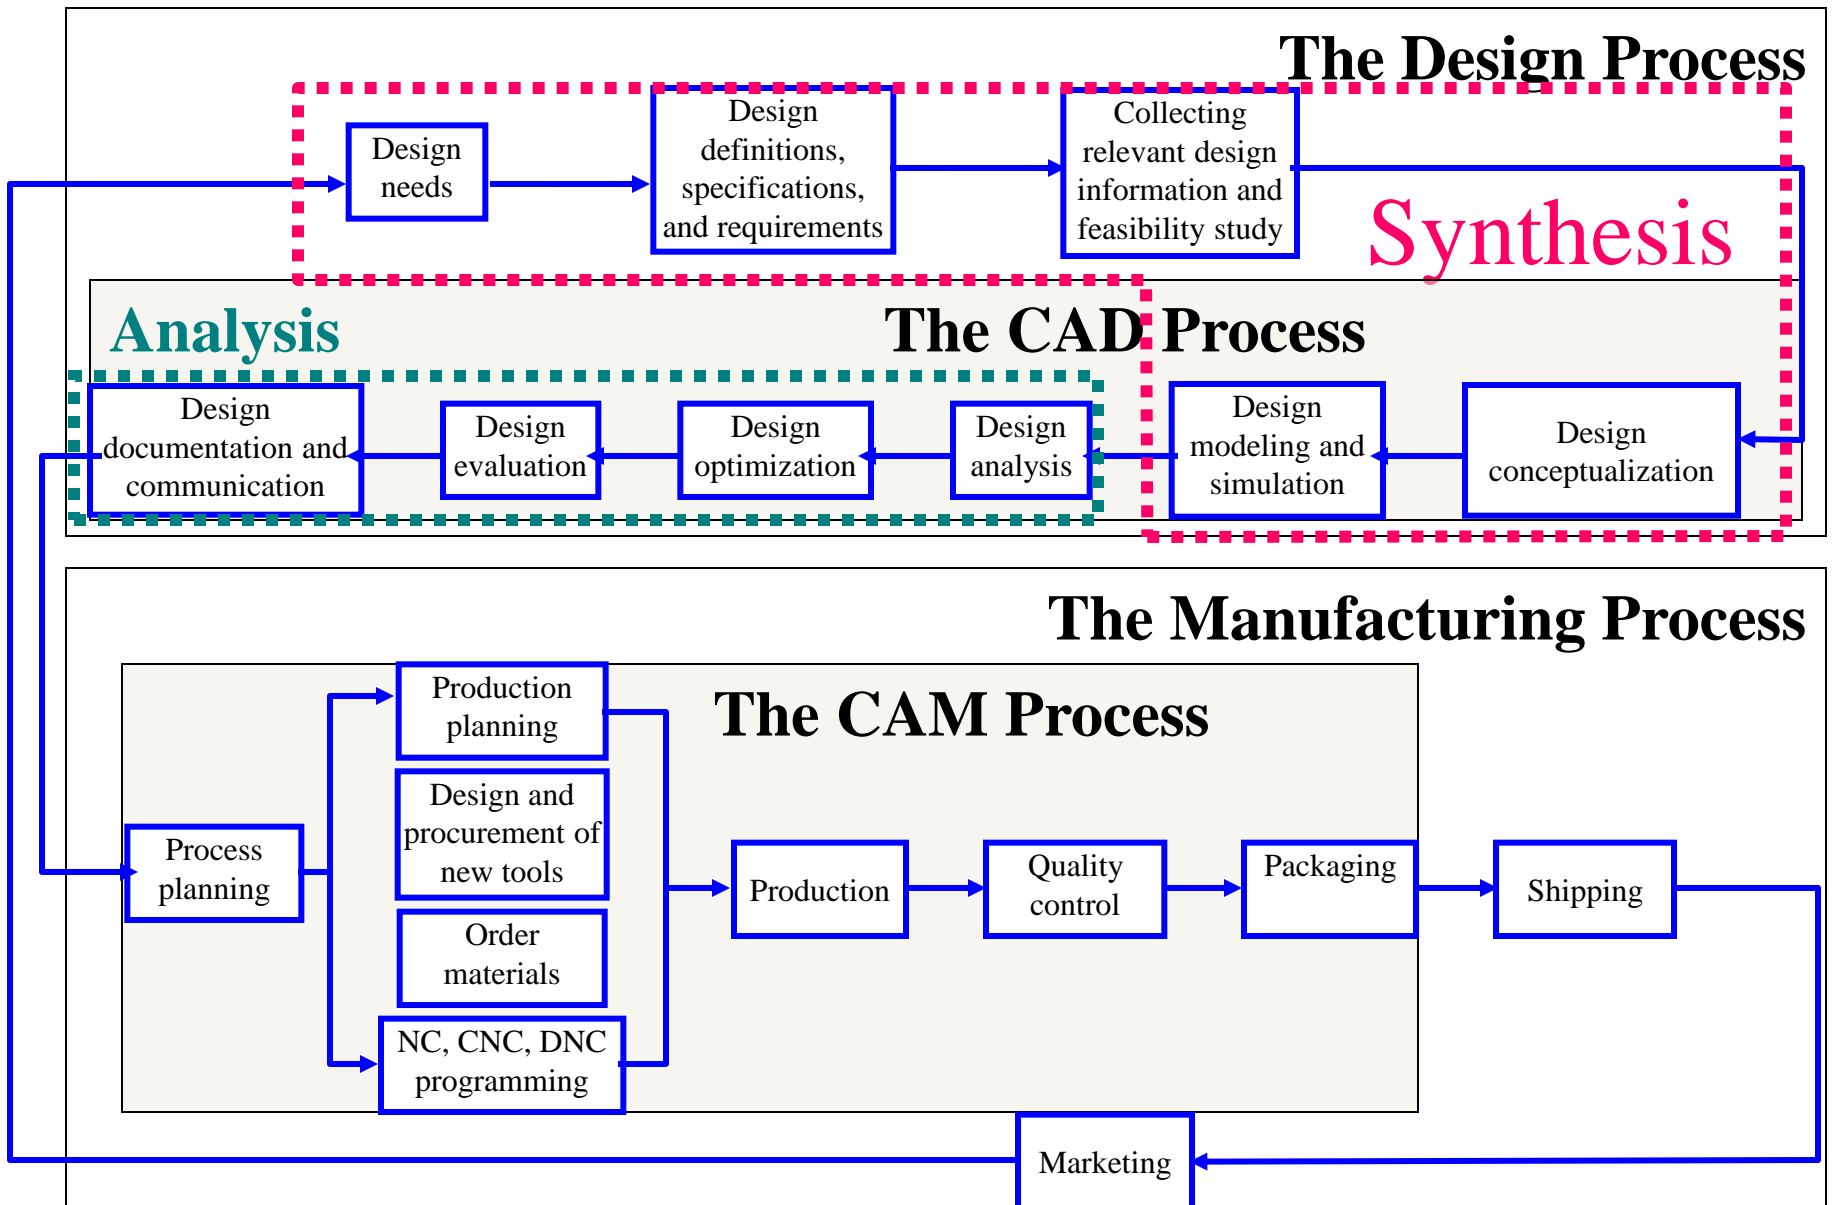 The Design Process
Design
needs
Design
definitions,
specifications,
and requirements
Collecting
relevant design
information and
feasibility study
Synthesis
Analysis
The CAD Process
Design
documentation and
communication
Design
evaluation
Design
optimization
Design
analysis
Design
modeling and
simulation
Design
conceptualization
The Manufacturing Process
The CAM Process
Process
planning
Production
planning
Design and
procurement of
new tools
Order
materials
NC, CNC, DNC
programming
Production
Quality
control
Packaging
Shipping
Marketing